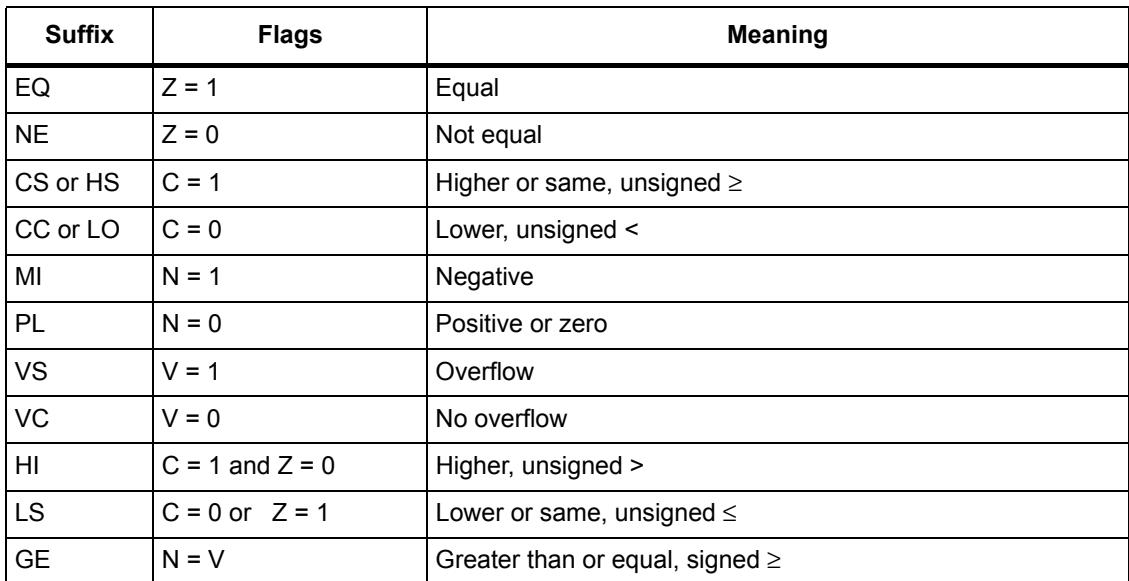 Suffix Flags Meaning
EQ Z = 1 Equal
NE Z = 0 Not equal
CS or HS C = 1 Higher or same, unsigned ≥
CC or LO C = 0 Lower, unsigned <
MI N = 1 Negative
PL N = 0 Positive or zero
VS V = 1 Overflow
VC V = 0 No overflow
HI C = 1 and Z = 0 Higher, unsigned >
LS C = 0 or Z = 1 Lower or same, unsigned ≤
GE N = V Greater than or equal, signed ≥